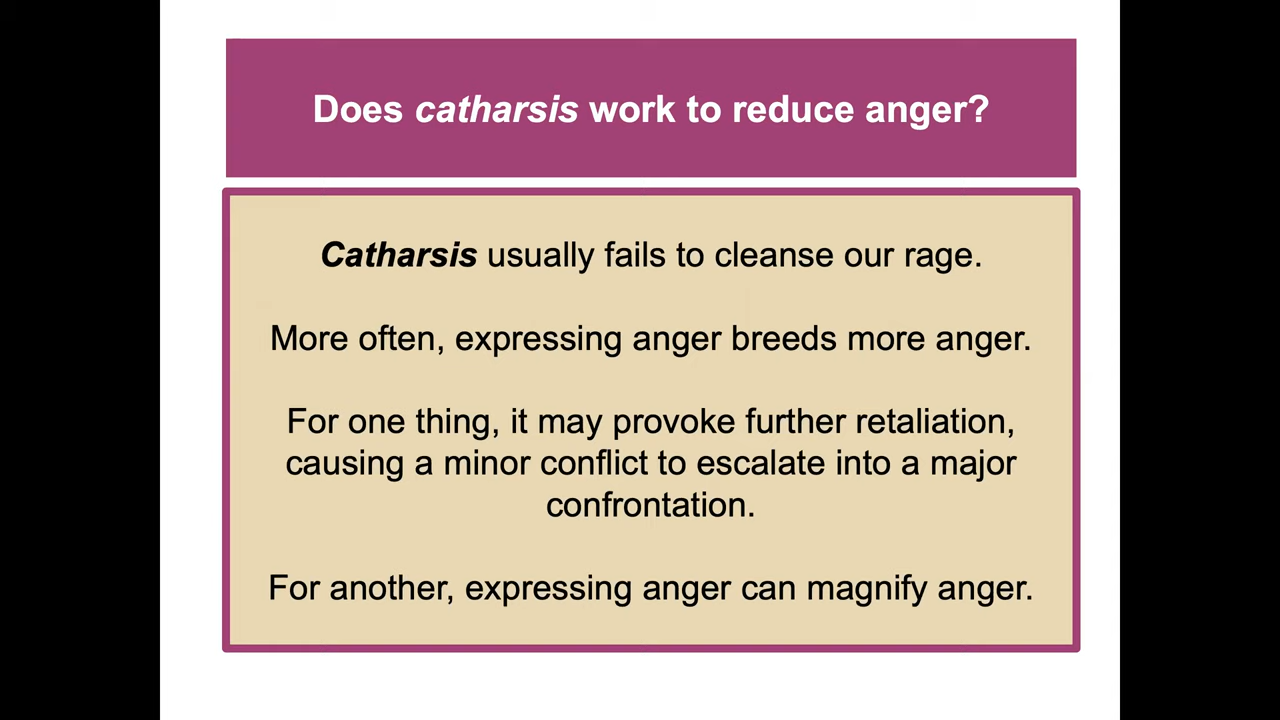 Does catharsis work to reduce anger?
Catharsis usually fails to cleanse our rage.
More often, expressing anger breeds more anger.
For one thing, it may provoke further retaliation,
causing a minor conflict to escalate into a major
confrontation.
For another, expressing anger can magnify anger.